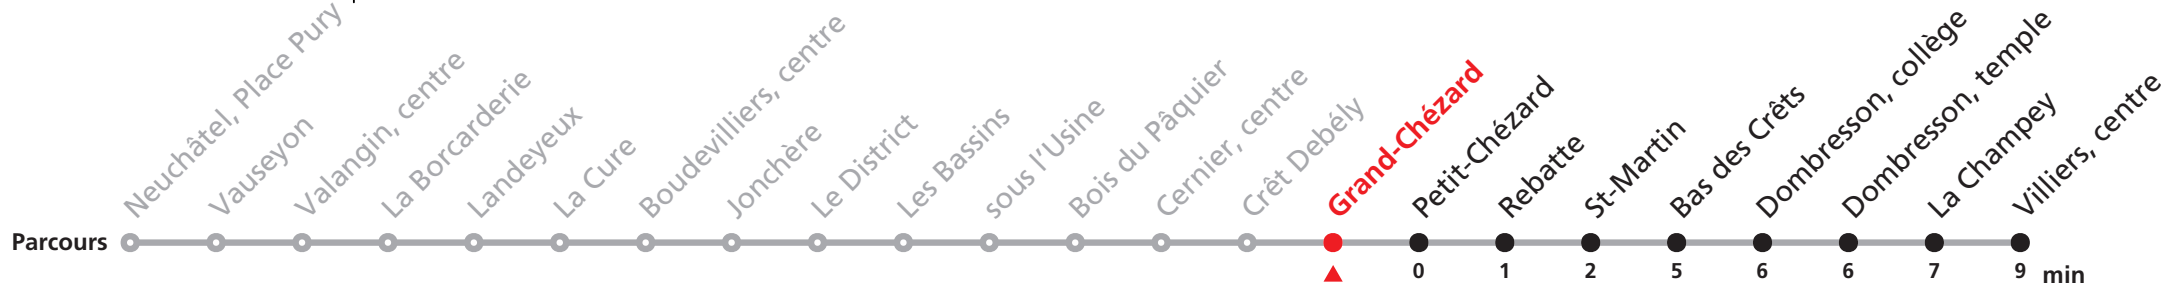 Neuchâtel, Place Pury
Vauseyon
Valangin, centre
La Borcarderie
Landeyeux
La Cure
Boudevilliers, centre
Jonchère
Le District
Les Bassins
sous l'Usine
Bois du Pâquier
Cernier, centre
Crêt Debély
Grand-Chézard
Petit-Chézard
Rebatte
St-Martin
Bas des Crêts
Dombresson, collège
Dombresson, temple
La Champey
Villiers, centre
Parcours
0 1 2 5 6 6 7 9 min